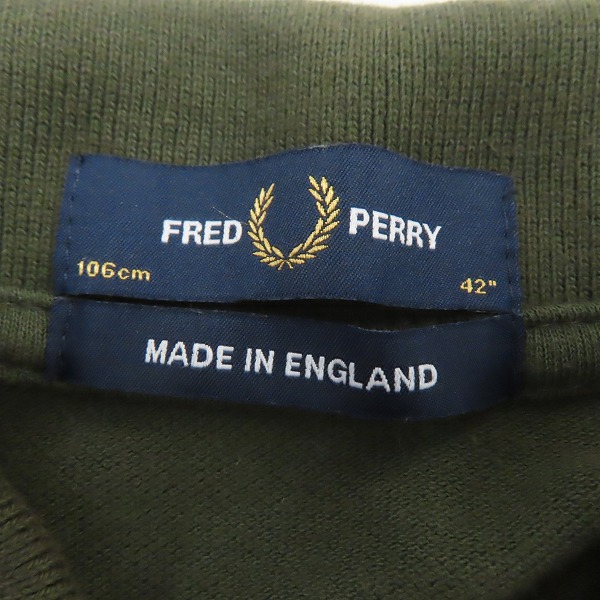 FRED PERRY
106cm 42"
MADE IN ENGLAND